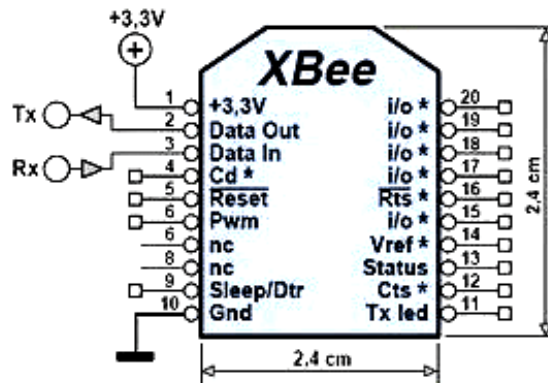 +3,3V
XBee
1 +3,3V i/o * 20
Tx 2 Data Out i/o * 19
3 Data In i/o * 18
Rx 4 Cd * i/o * 17
5 Reset Rts * 16
6 Pwm i/o * 15
6 nc Vref * 14
8 nc Status 13
9 Sleep/Dtr Cts * 12
10 Gnd Tx led 11
2,4 cm
2.4 cm